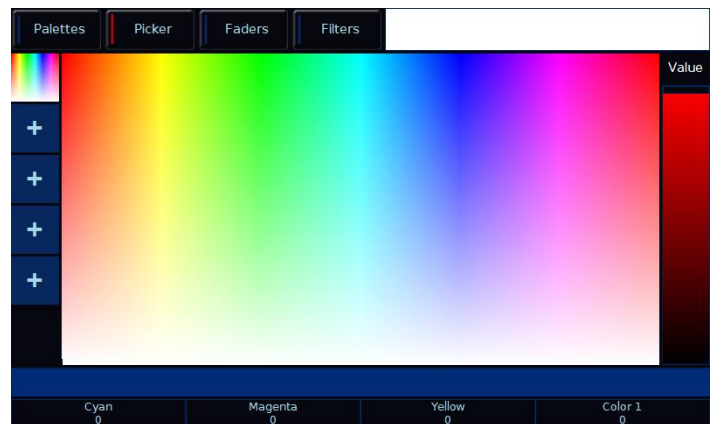 Palettes Picker Faders Filters
Value
+
+
+
+
Cyan Magenta Yellow Color 1
0 0 0 0